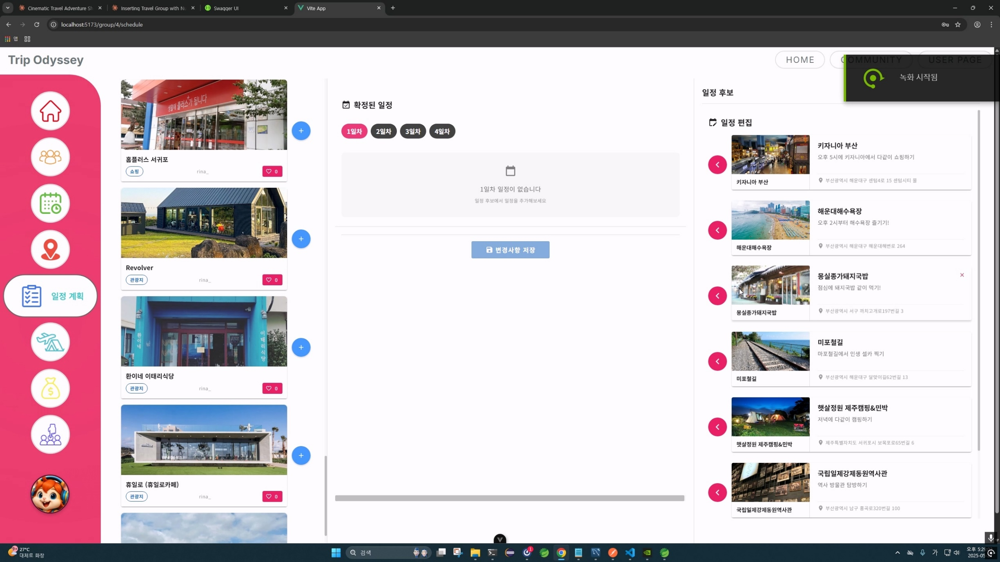 Cinematic Travel Adventure Sh
Inserting Travel Group with Nu
Swagger UI
Vite App
localhost:5173/group/4/schedule
앱
Trip Odyssey
HOME
COMMUNITY
USER PAGE
녹화 시작됨
일정 계획
생활에 플러스가 됩니다
홈플러스 서귀포
쇼핑
rina_
0
Revolver
관광지
rina_
0
환이네
이태리식당
환이네 이태리식당
관광지
rina_
0
휴일로 (휴일로카페)
관광지
rina_
0
확정된 일정
1일차
2일차
3일차
4일차
1일차 일정이 없습니다
일정 후보에서 일정을 추가해보세요
변경사항 저장
일정 후보
일정 편집
키자니아 부산
키자니아 부산
오후 5시에 키자니아에서 다같이 쇼핑하기
부산광역시 해운대구 센텀4로 15 센텀시티 몰
해운대해수욕장
해운대해수욕장
오후 2시부터 해수욕장 즐기기!
부산광역시 해운대구 해운대해변로 264
몽실종가돼지국밥
몽실종가돼지국밥
점심에 돼지국밥 같이 먹기!
부산광역시 서구 까치고개로197번길 3
미포철길
미포철길
마포철길에서 인생 셀카 찍기
부산광역시 해운대구 달맞이길62번길 13
햇살정원 제주캠핑&민박
햇살정원 제주캠핑&민박
저녁에 다같이 캠핑하기
제주특별자치도 서귀포시 보목포로65번길 6
국립일제강제동원역사관
국립일제강제동원역사관
역사 방물관 탐방하기
부산광역시 남구 홍곡로320번길 100
9+
27°C
대체로 화창
검색
1
가
오후 5:29
2025-05-